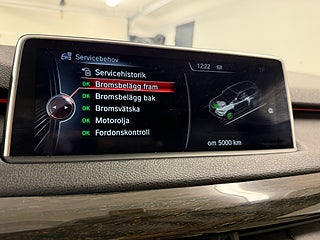 Servicebehov
12:22
Servicehistorik
OK Bromsbelägg fram
OK Bromsbelägg bak
OK Bromsvätska
OK Motorolja
OK Fordonskontroll
om 5000 km